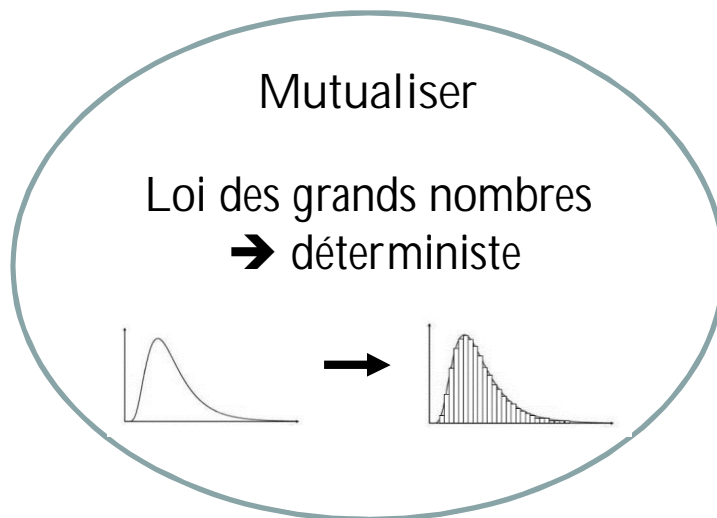 Mutualiser
Loi des grands nombres
➔ déterministe